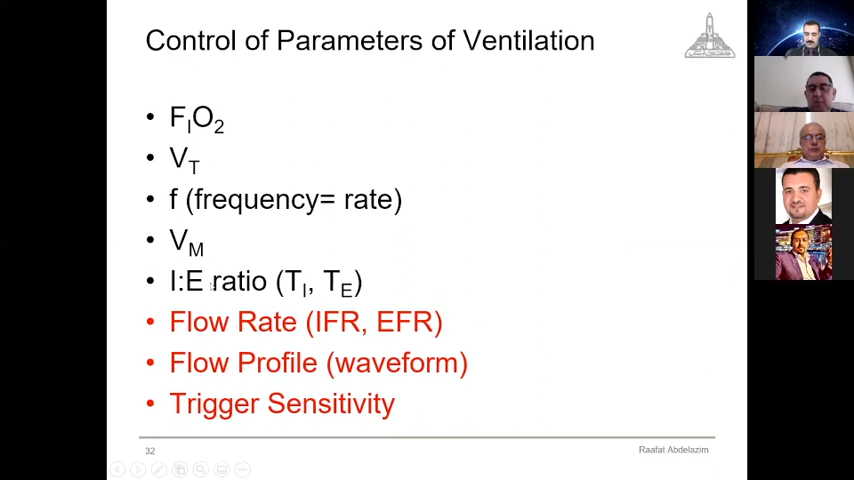 Control of Parameters of Ventilation
• FIO2
• VT
• f (frequency= rate)
• VM
• I:E ratio (TI, TE)
• Flow Rate (IFR, EFR)
• Flow Profile (waveform)
• Trigger Sensitivity
32
Raafat Abdelazim